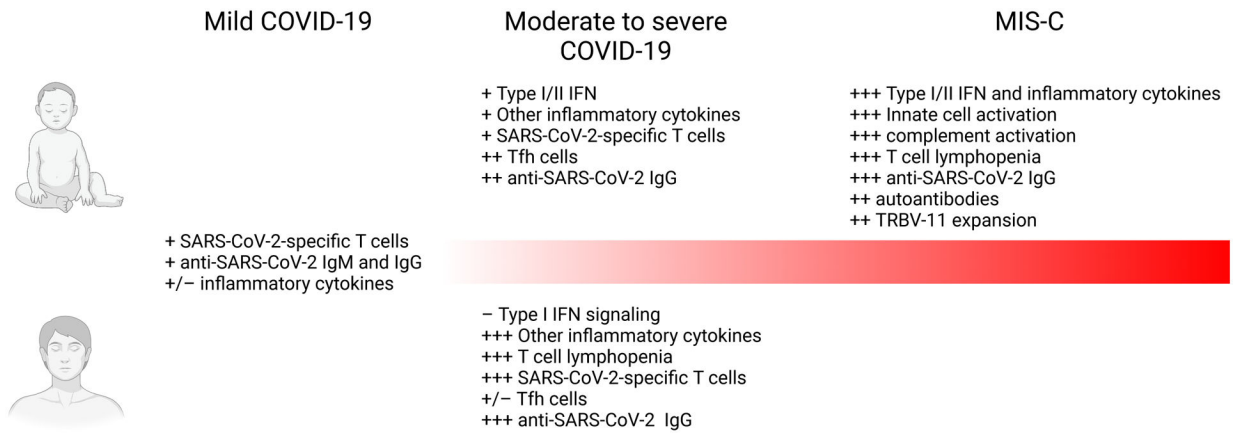 Mild COVID-19
Moderate to severe
COVID-19
MIS-C
+ Type I/II IFN
+ Other inflammatory cytokines
+ SARS-CoV-2-specific T cells
++ Tfh cells
++ anti-SARS-CoV-2 IgG
+++ Type I/II IFN and inflammatory cytokines
+++ Innate cell activation
+++ complement activation
+++ T cell lymphopenia
+++ anti-SARS-CoV-2 IgG
++ autoantibodies
++ TRBV-11 expansion
+ SARS-CoV-2-specific T cells
+ anti-SARS-CoV-2 IgM and IgG
+/− inflammatory cytokines
− Type I IFN signaling
+++ Other inflammatory cytokines
+++ T cell lymphopenia
+++ SARS-CoV-2-specific T cells
+/− Tfh cells
+++ anti-SARS-CoV-2 IgG